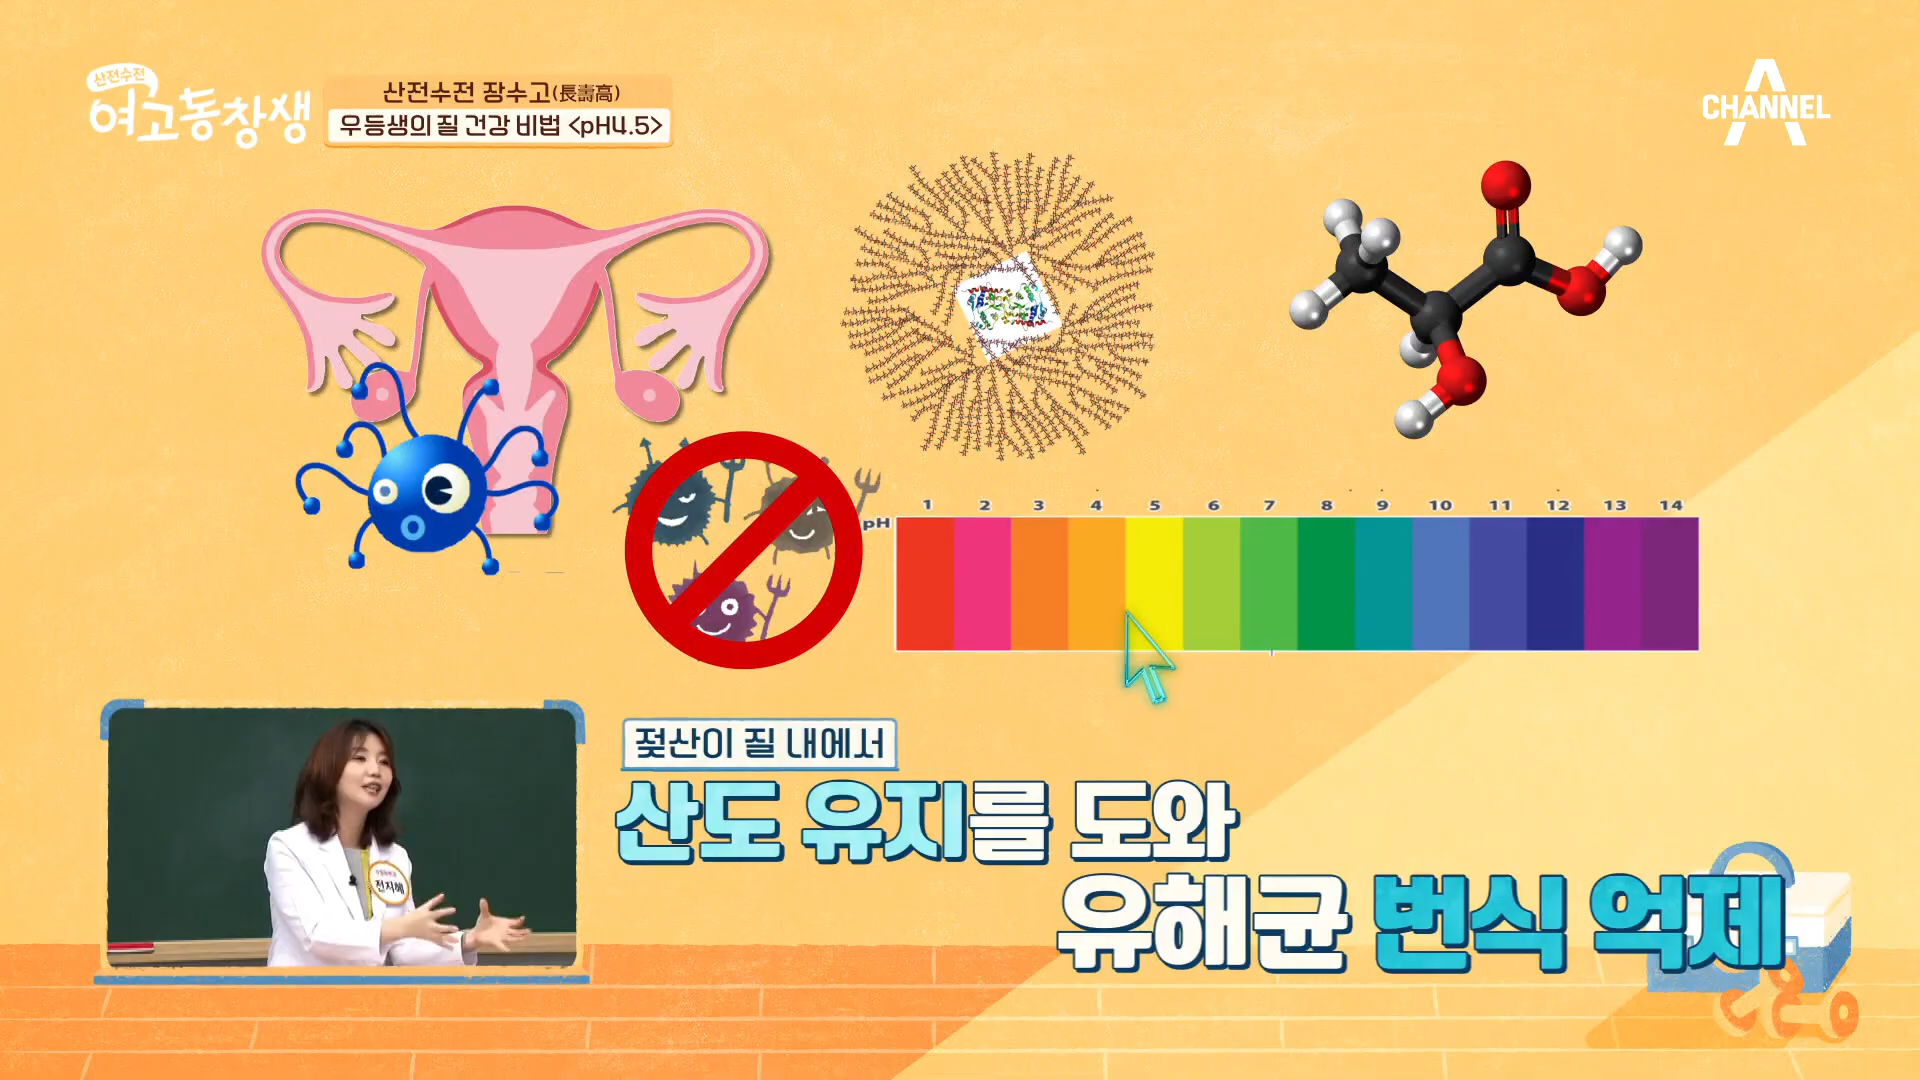 산전수전
여고동창생
산전수전 장수고(長壽高)
우등생의 질 건강 비법 <pH4.5>
CHANNEL A
pH 1 2 3 4 5 6 7 8 9 10 11 12 13 14
전지혜
젖산이 질 내에서
산도 유지를 도와
유해균 번식 억제